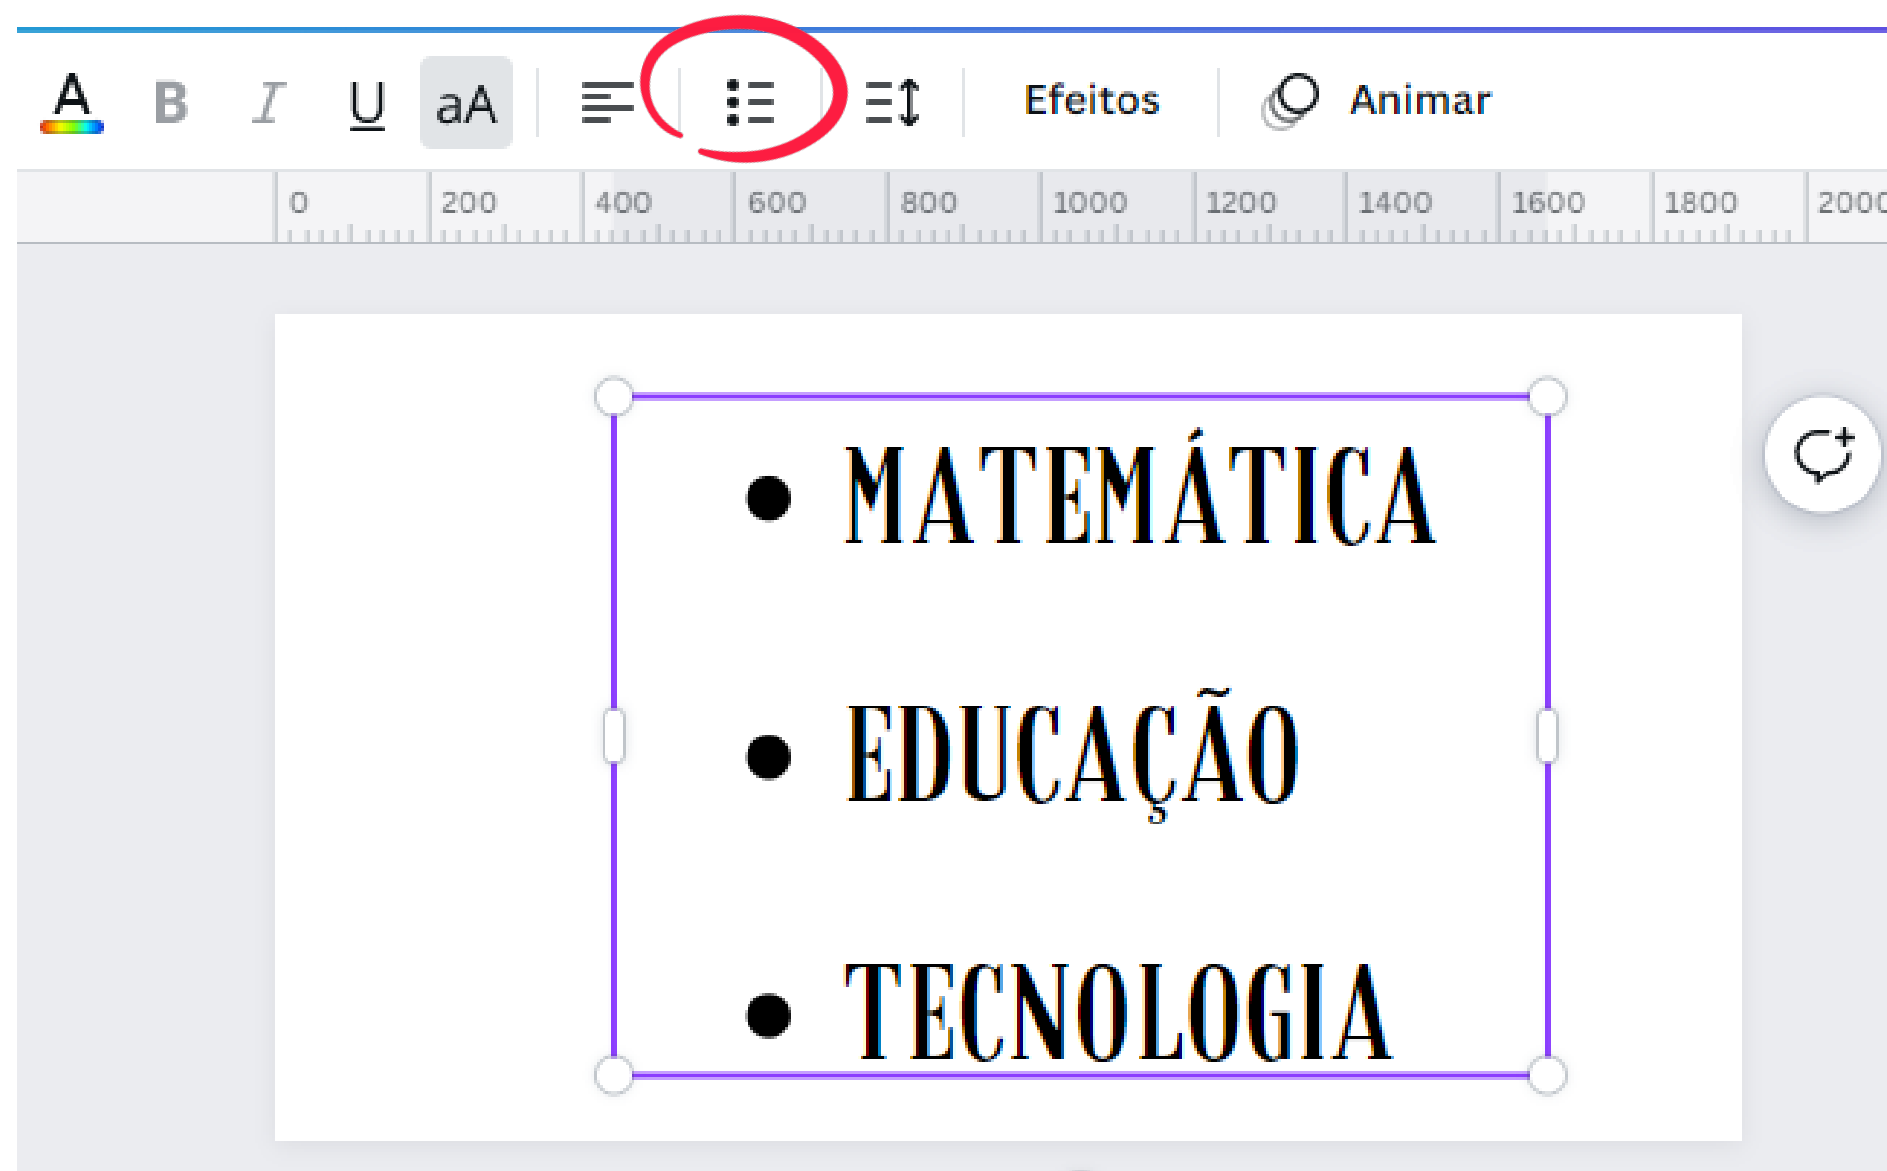 A B I U aA Efeitos Animar
0 200 400 600 800 1000 1200 1400 1600 1800 2000
• MATEMÁTICA
• EDUCAÇÃO
• TECNOLOGIA